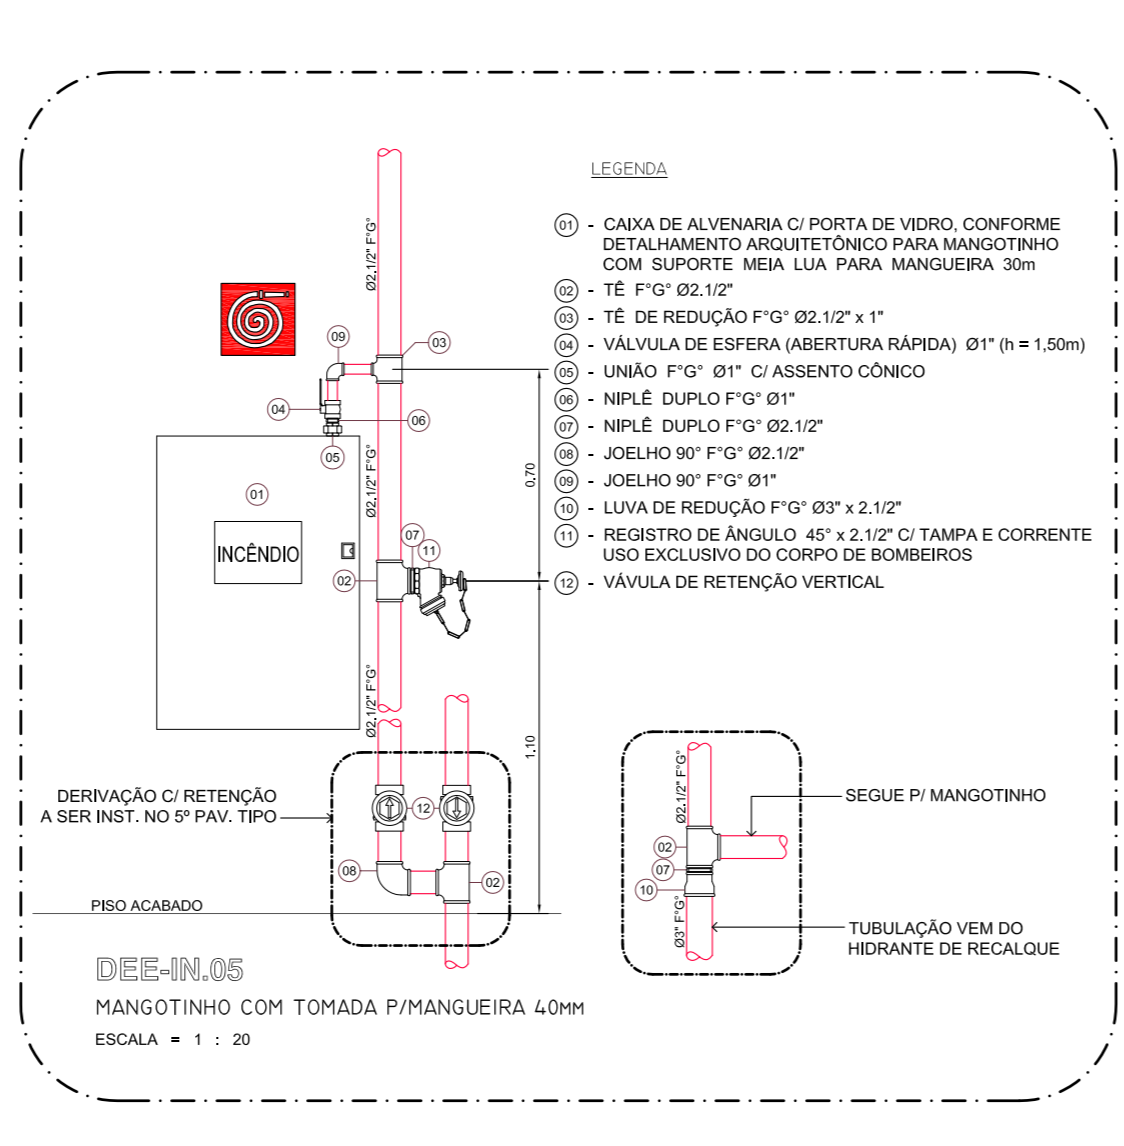 LEGENDA
01 - CAIXA DE ALVENARIA C/ PORTA DE VIDRO, CONFORME
DETALHAMENTO ARQUITETÔNICO PARA MANGOTINHO
COM SUPORTE MEIA LUA PARA MANGUEIRA 30m
02 - TÊ F°G° Ø2.1/2"
03 - TÊ DE REDUÇÃO F°G° Ø2.1/2" x 1"
04 - VÁLVULA DE ESFERA (ABERTURA RÁPIDA) Ø1" (h = 1,50m)
05 - UNIÃO F°G° Ø1" C/ ASSENTO CÔNICO
06 - NIPLÊ DUPLO F°G° Ø1"
07 - NIPLÊ DUPLO F°G° Ø2.1/2"
08 - JOELHO 90° F°G° Ø2.1/2"
09 - JOELHO 90° F°G° Ø1"
10 - LUVA DE REDUÇÃO F°G° Ø3" x 2.1/2"
11 - REGISTRO DE ÂNGULO 45° x 2.1/2" C/ TAMPA E CORRENTE
USO EXCLUSIVO DO CORPO DE BOMBEIROS
12 - VÁVULA DE RETENÇÃO VERTICAL
Ø2.1/2" F°G°
09
03
04
06
05
Ø2.1/2" F°G°
0.70
01
INCÊNDIO
07
11
02
Ø2.1/2" F°G°
1.10
DERIVAÇÃO C/ RETENÇÃO
A SER INST. NO 5º PAV. TIPO
12
08
02
PISO ACABADO
Ø2.1/2" F°G°
SEGUE P/ MANGOTINHO
02
07
10
Ø3" F°G°
TUBULAÇÃO VEM DO
HIDRANTE DE RECALQUE
DEE-IN.05
MANGOTINHO COM TOMADA P/MANGUEIRA 40MM
ESCALA = 1 : 20